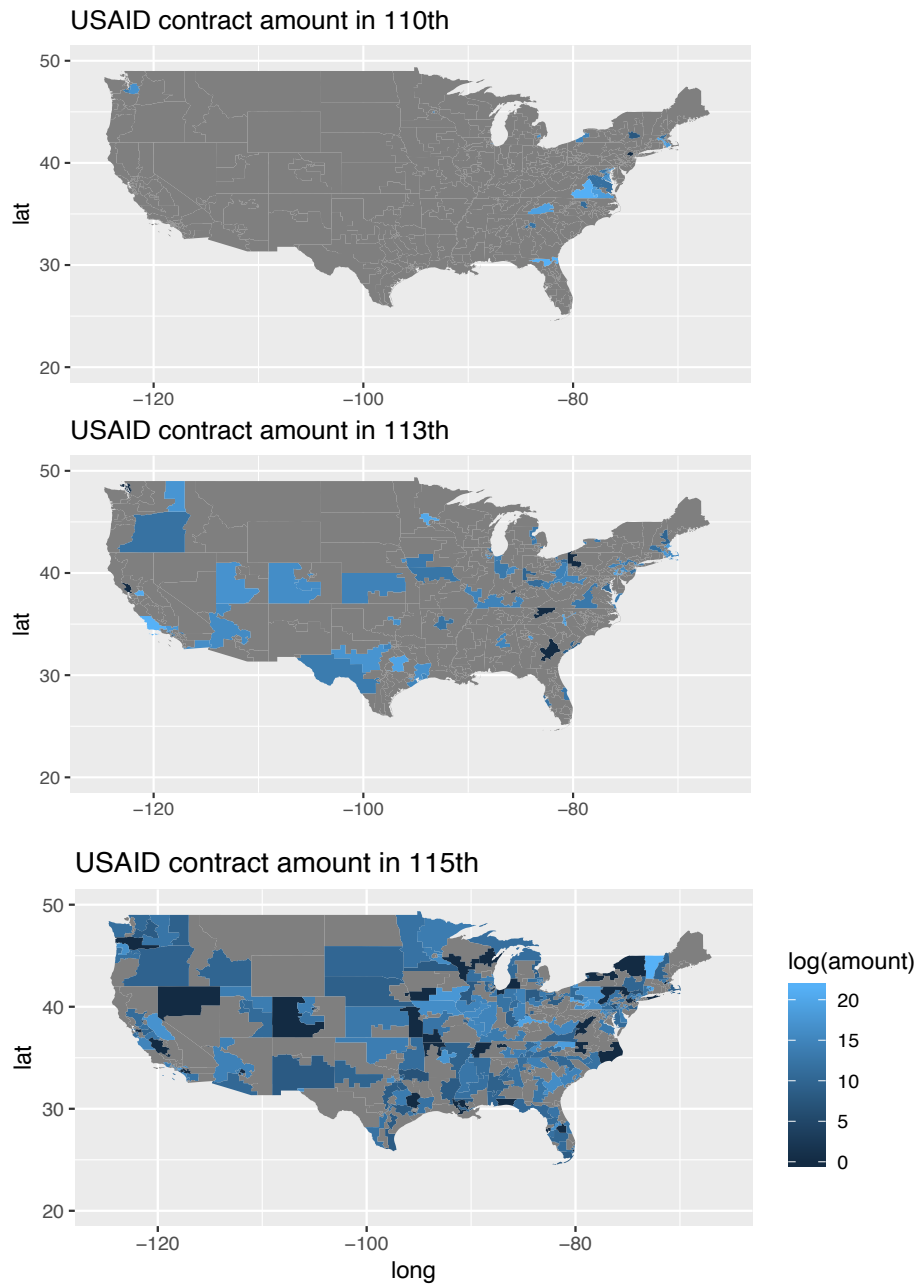 USAID contract amount in 110th
50
40
30
20
lat
−120 −100 −80
USAID contract amount in 113th
50
40
30
20
lat
−120 −100 −80
USAID contract amount in 115th
50
40
30
20
lat
−120 −100 −80
long
log(amount)
20
15
10
5
0